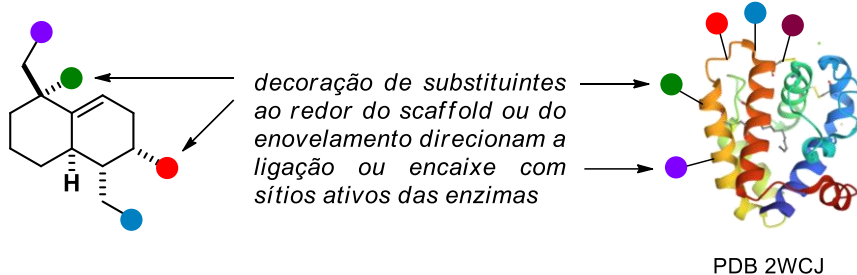 decoração de substituintes
ao redor do scaffold ou do
enovelamento direcionam a
ligação ou encaixe com
sítios ativos das enzimas
H
PDB 2WCJ